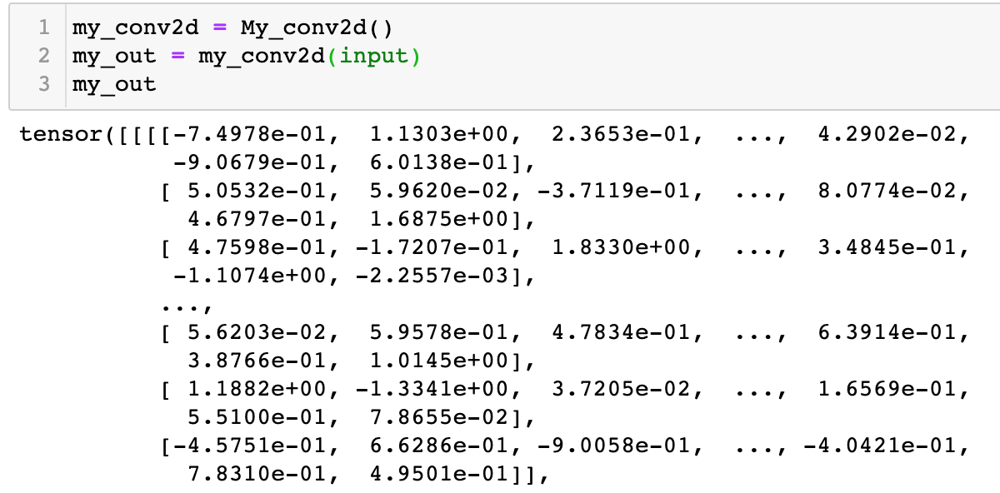 1 my_conv2d = My_conv2d()
2 my_out = my_conv2d(input)
3 my_out
tensor([[[[-7.4978e-01,  1.1303e+00,  2.3653e-01,  ...,  4.2902e-02,
           -9.0679e-01,  6.0138e-01],
          [ 5.0532e-01,  5.9620e-02, -3.7119e-01,  ...,  8.0774e-02,
            4.6797e-01,  1.6875e+00],
          [ 4.7598e-01, -1.7207e-01,  1.8330e+00,  ...,  3.4845e-01,
           -1.1074e+00, -2.2557e-03],
          ...,
          [ 5.6203e-02,  5.9578e-01,  4.7834e-01,  ...,  6.3914e-01,
            3.8766e-01,  1.0145e+00],
          [ 1.1882e+00, -1.3341e+00,  3.7205e-02,  ...,  1.6569e-01,
            5.5100e-01,  7.8655e-02],
          [-4.5751e-01,  6.6286e-01, -9.0058e-01,  ..., -4.0421e-01,
            7.8310e-01,  4.9501e-01]],